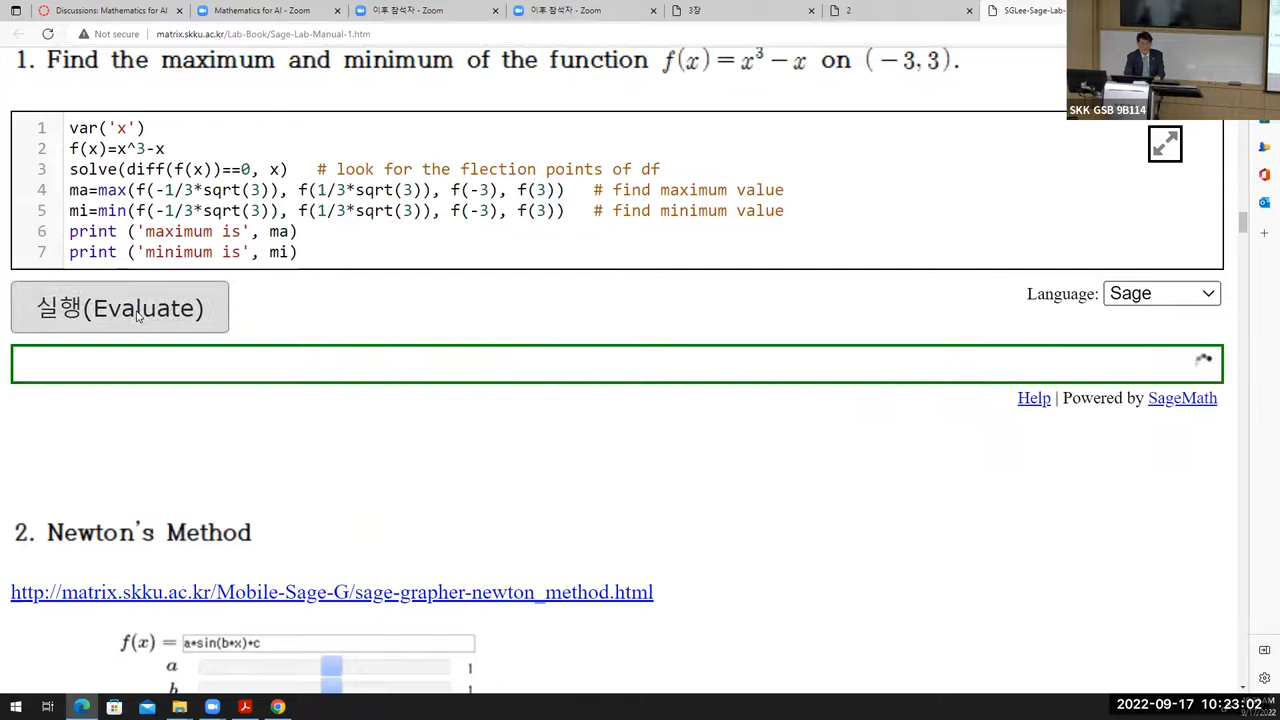 Discussions: Mathematics for AI
Mathematics for AI - Zoom
이후 참석자 - Zoom
이후 참석자 - Zoom
3장
2
SGLee-Sage-Lab-
Not secure
matrix.skku.ac.kr/Lab-Book/Sage-Lab-Manual-1.htm
SKK GSB 9B114
1. Find the maximum and minimum of the function f(x) = x³ − x on (−3, 3).
1 var('x')
2 f(x)=x^3-x
3 solve(diff(f(x))==0, x) # look for the flection points of df
4 ma=max(f(-1/3*sqrt(3)), f(1/3*sqrt(3)), f(-3), f(3)) # find maximum value
5 mi=min(f(-1/3*sqrt(3)), f(1/3*sqrt(3)), f(-3), f(3)) # find minimum value
6 print ('maximum is', ma)
7 print ('minimum is', mi)
실행(Evaluate)
Language: Sage
Help | Powered by SageMath
2. Newton's Method
http://matrix.skku.ac.kr/Mobile-Sage-G/sage-grapher-newton_method.html
f(x) = a*sin(b*x)+c
a 1
b 1
2022-09-17 10:23:02